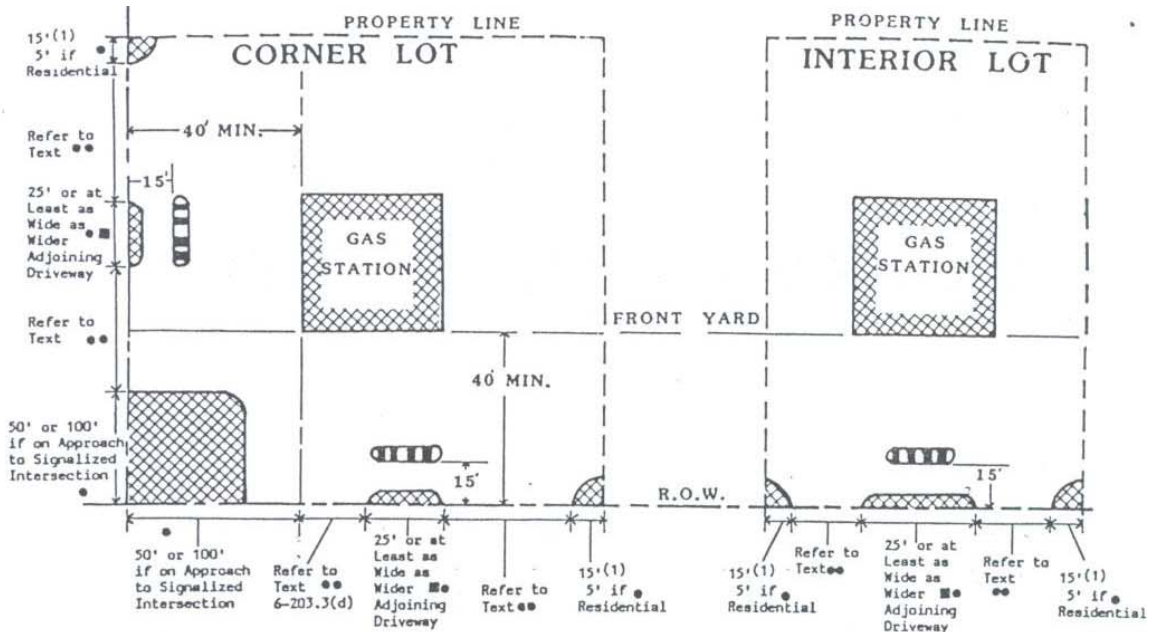 PROPERTY LINE
CORNER LOT
15'(1)
5' if
Residential
40' MIN.
Refer to
Text
15'
25' or at
Least as
Wide as
Wider
Adjoining
Driveway
GAS
STATION
Refer to
Text
FRONT YARD
40' MIN.
50' or 100'
if on Approach
to Signalized
Intersection
15'
R.O.W.
50' or 100'
if on Approach
to Signalized
Intersection
Refer to
Text
6-203.3(d)
25' or at
Least as
Wide as
Wider
Adjoining
Driveway
Refer to
Text
15'(1)
5' if
Residential
PROPERTY LINE
INTERIOR LOT
GAS
STATION
15'
15'(1)
5' if
Residential
Refer to
Text
25' or at
Least as
Wide as
Wider
Adjoining
Driveway
Refer to
Text
15'(1)
5' if
Residential